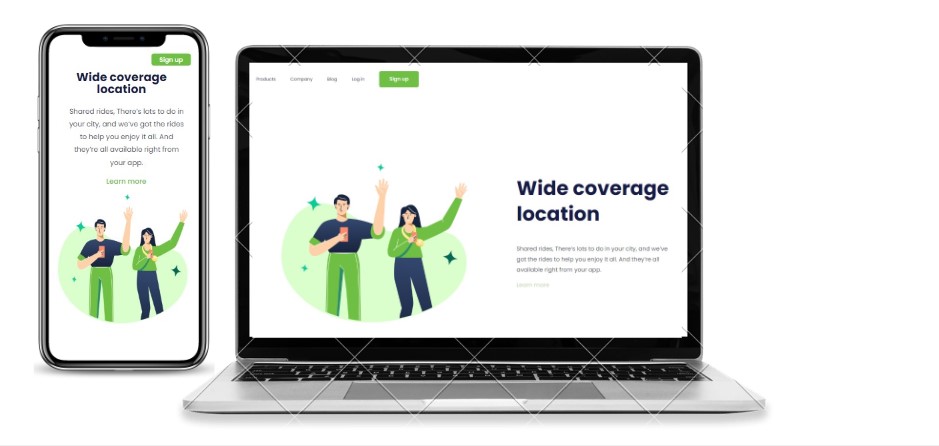 Sign up
Wide coverage
location
Shared rides, There's lots to do in
your city, and we've got the rides
to help you enjoy it all. And
they're all available right from
your app.
Learn more
Products Company Blog Log In Sign up
Wide coverage
location
Shared rides, There's lots to do in your city, and we've
got the rides to help you enjoy it all. And they're all
available right from your app.
Learn more